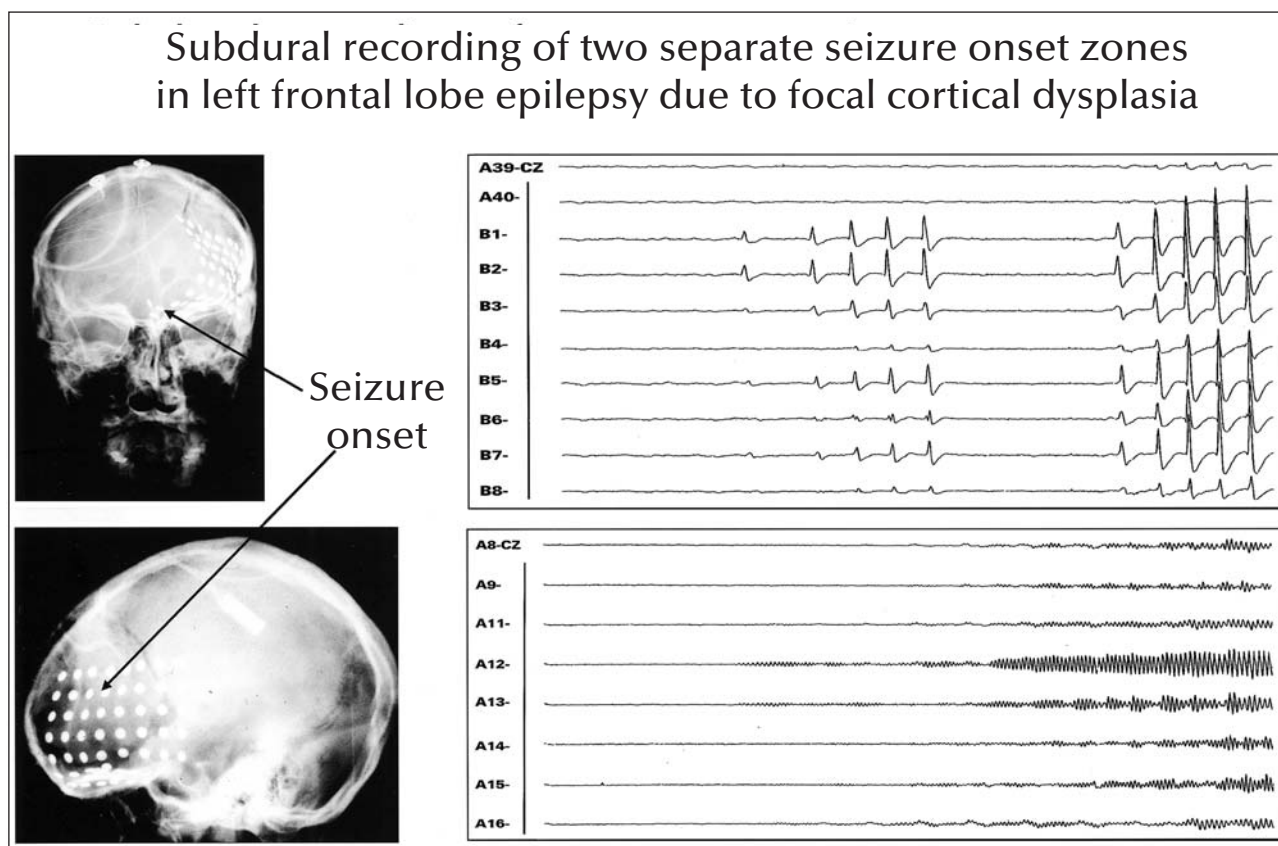 Subdural recording of two separate seizure onset zones
in left frontal lobe epilepsy due to focal cortical dysplasia
A39-CZ
A40-
B1-
B2-
B3-
B4-
B5-
B6-
B7-
B8-
Seizure
onset
A8-CZ
A9-
A11-
A12-
A13-
A14-
A15-
A16-